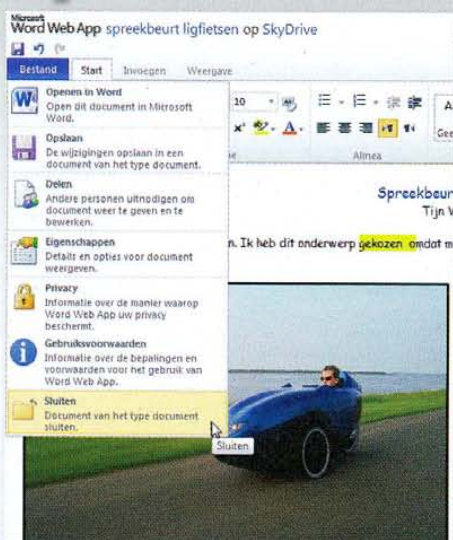 Microsoft
Word Web App spreekbeurt ligfietsen op SkyDrive
Bestand Start Invoegen Weergave
Openen in Word
Open dit document in Microsoft
Word.
Opslaan
De wijzigingen opslaan in een
document van het type document.
Delen
Andere personen uitnodigen om
document weer te geven en te
bewerken.
Eigenschappen
Details en opties voor document
weergeven.
Privacy
Informatie over de manier waarop
Word Web App uw privacy
beschermt.
Gebruiksvoorwaarden
Informatie over de bepalingen en
voorwaarden voor het gebruik van
Word Web App.
Sluiten
Document van het type document
sluiten.
Sluiten
10
A
Gee
Alinea
Spreekbeur
Tijn V
n. Ik heb dit onderwerp gekozen omdat m